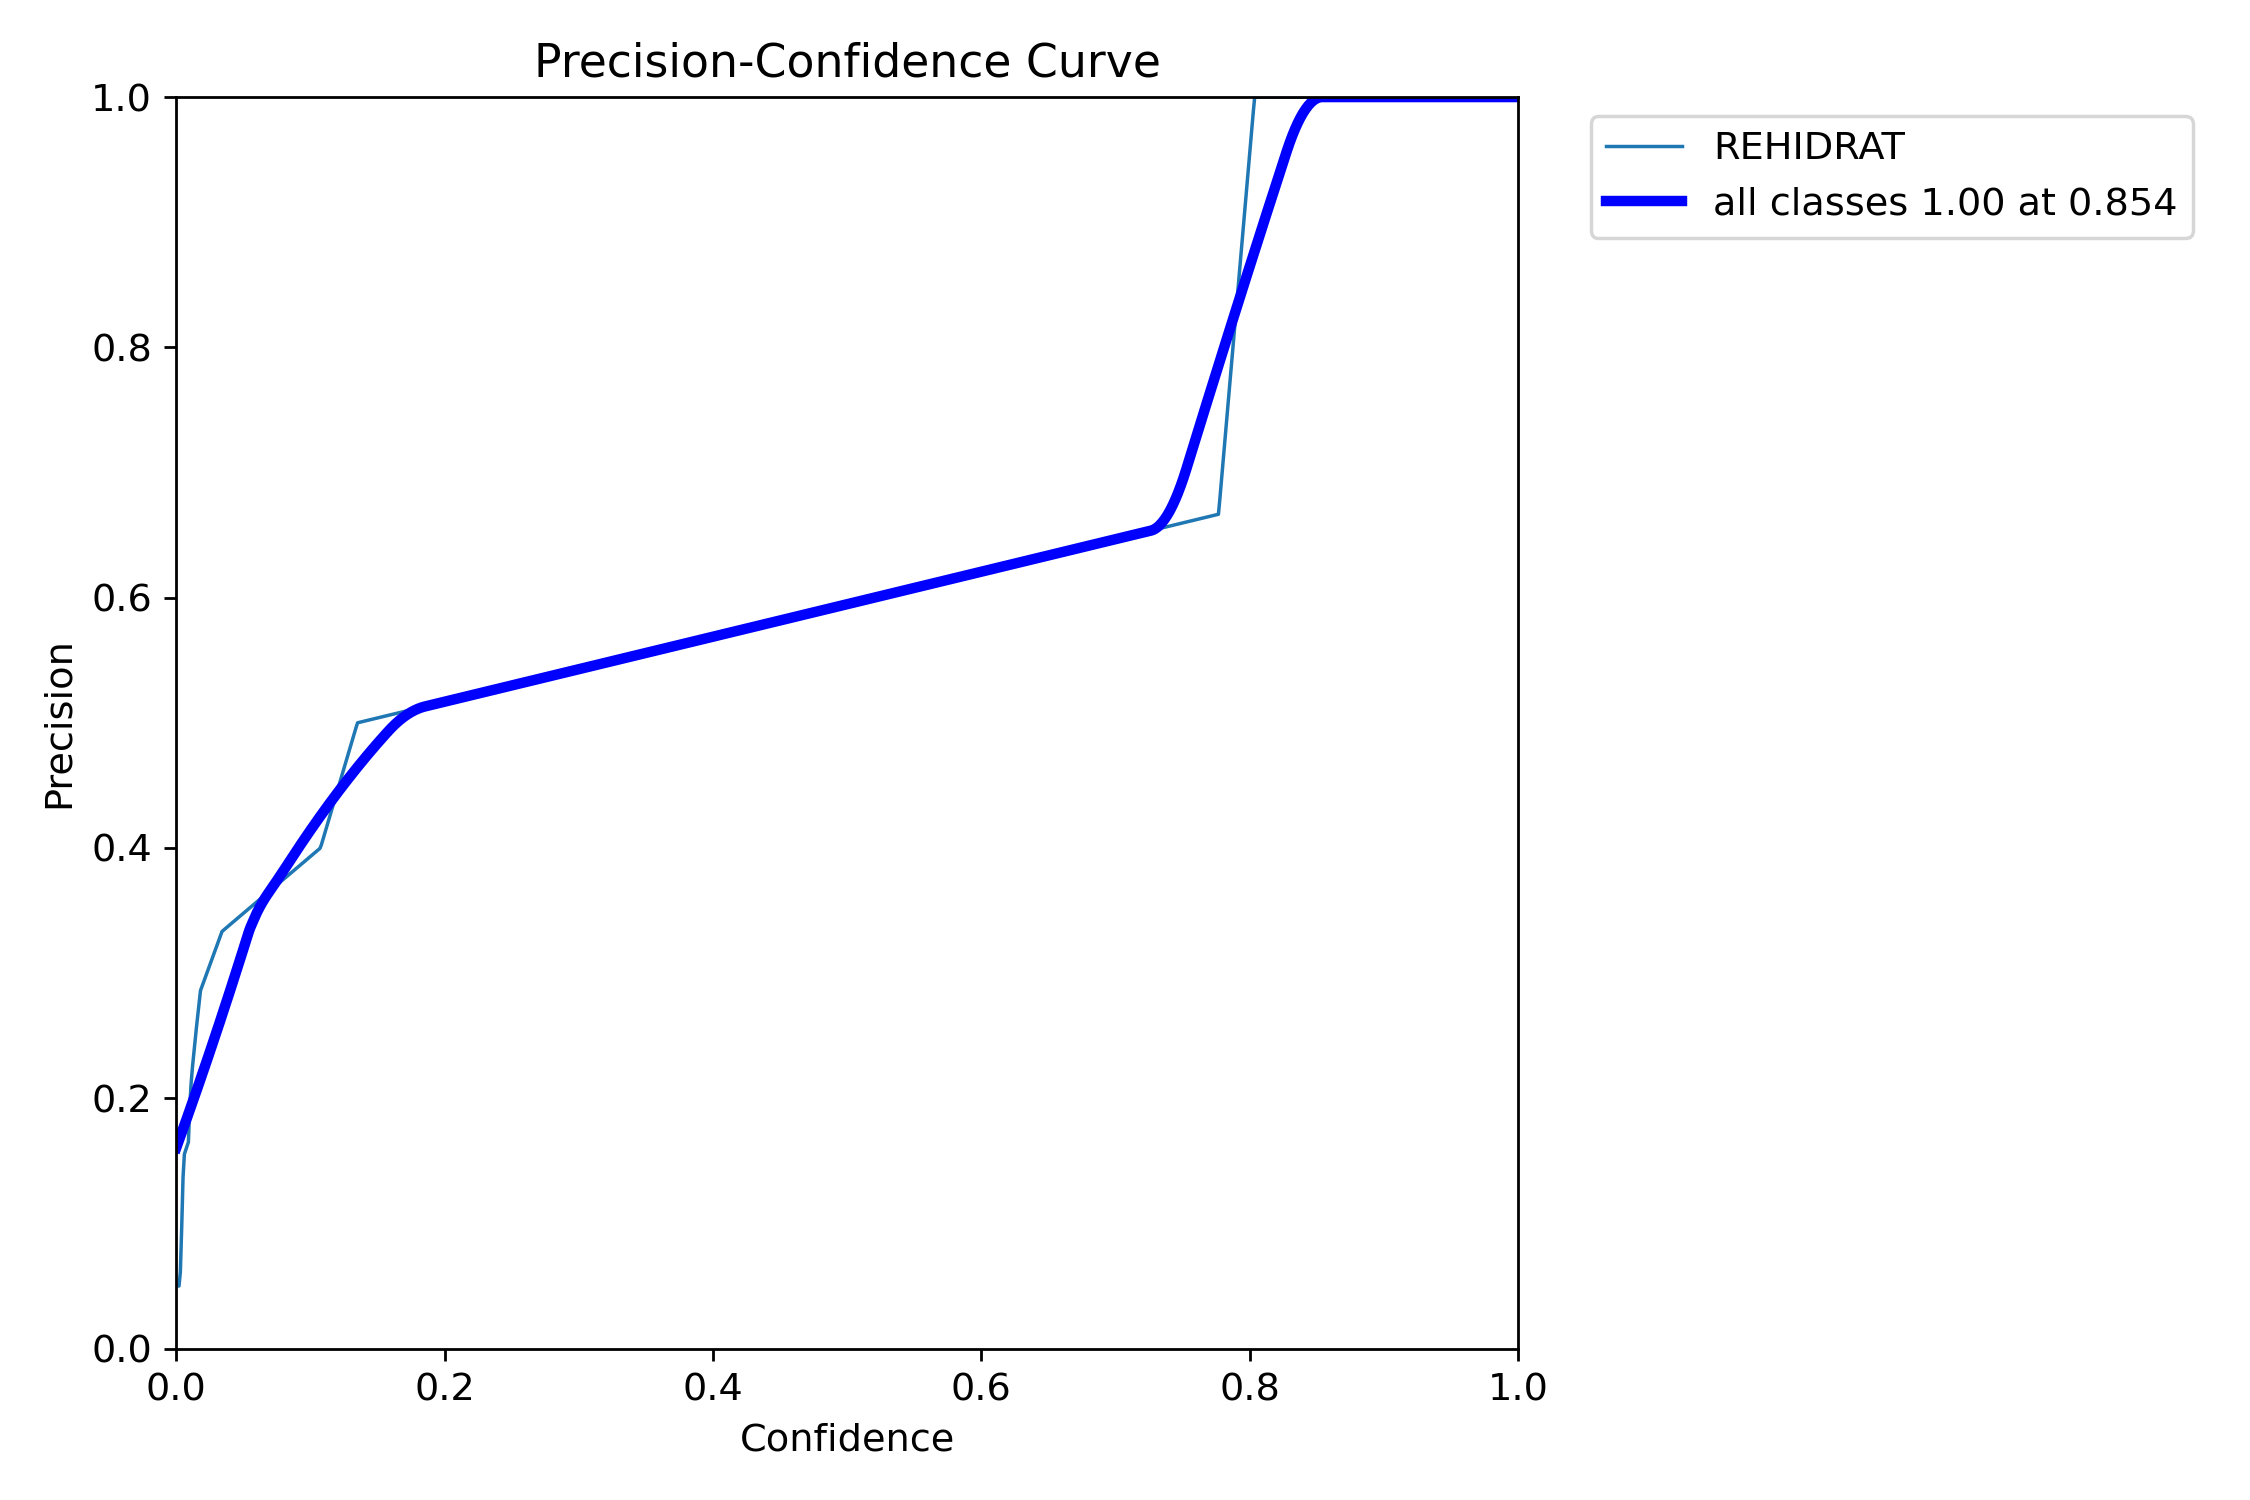 Precision-Confidence Curve
1.0
0.8
0.6
0.4
0.2
0.0
Precision
0.0 0.2 0.4 0.6 0.8 1.0
Confidence
REHIDRAT
all classes 1.00 at 0.854